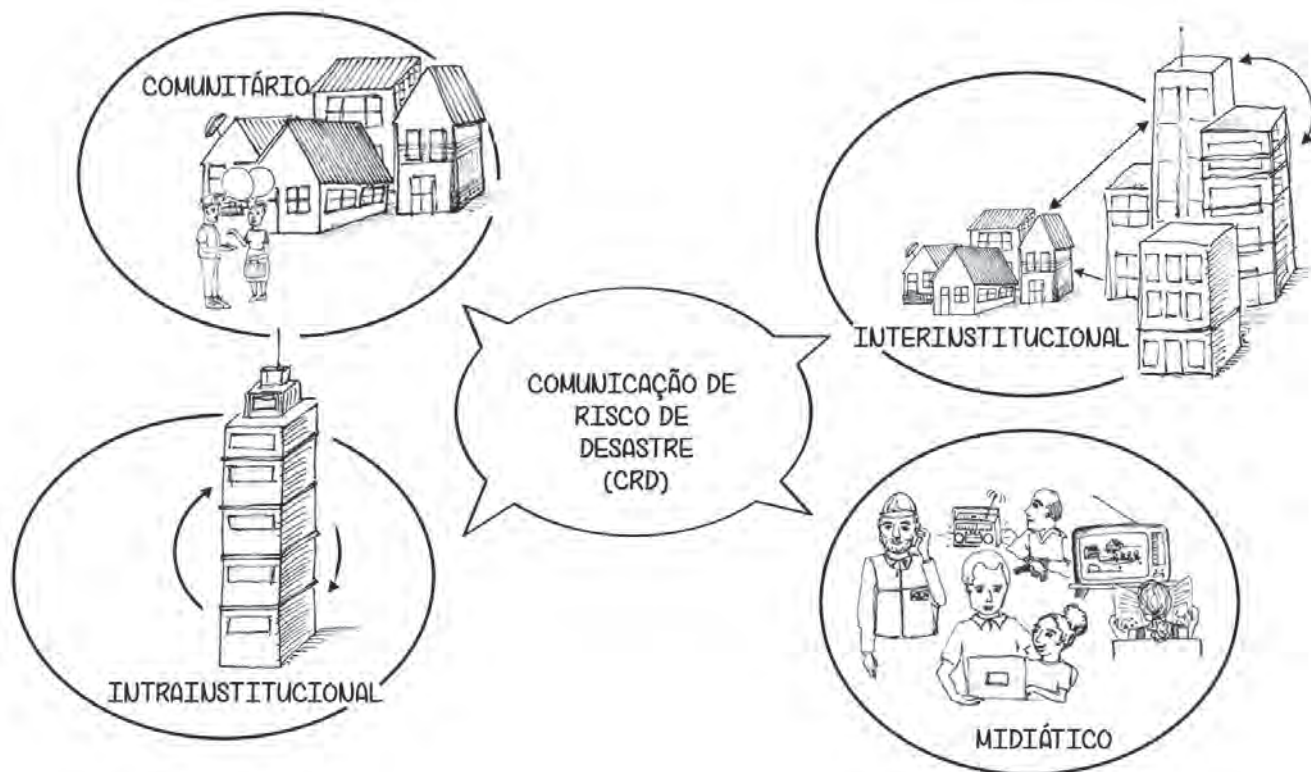 COMUNITÁRIO
INTERINSTITUCIONAL
COMUNICAÇÃO DE
RISCO DE
DESASTRE
(CRD)
INTRAINSTITUCIONAL
MIDIÁTICO